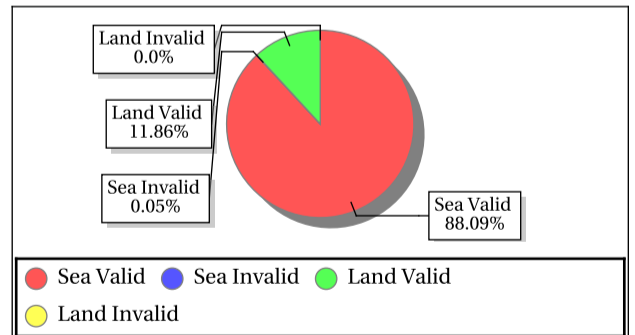 Land Invalid
0.0%
Land Valid
11.86%
Sea Invalid
0.05%
Sea Valid
88.09%
Sea Valid Sea Invalid Land Valid
Land Invalid